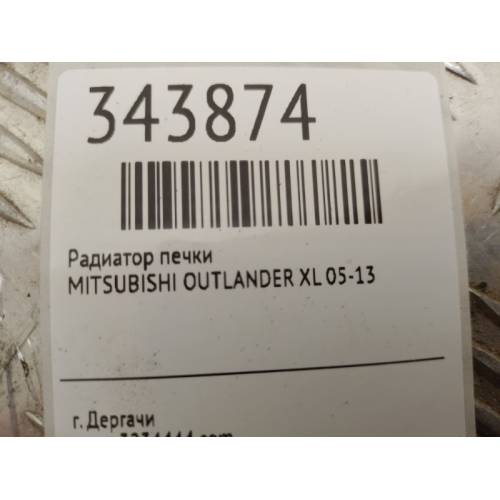 343874
Радиатор печки
MITSUBISHI OUTLANDER XL 05-13
г. Дергачи